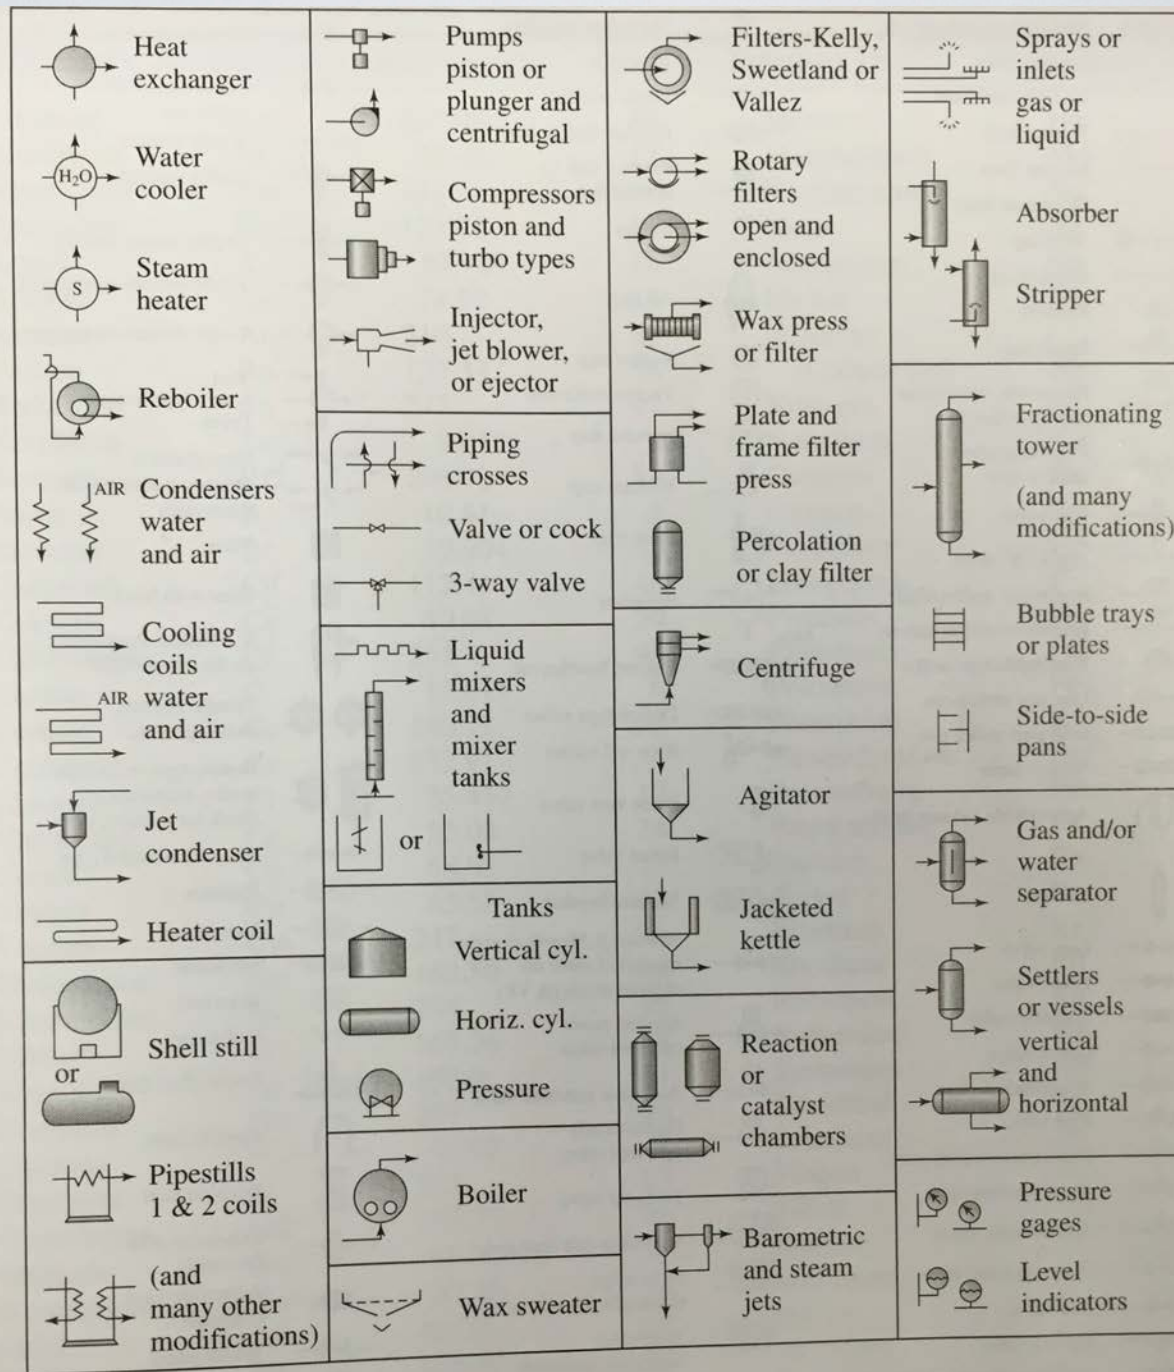 Heat
exchanger
H₂O
Water
cooler
S
Steam
heater
Reboiler
AIR
Condensers
water
and air
Cooling
coils
AIR
water
and air
Jet
condenser
Heater coil
Shell still
or
Pipestills
1 & 2 coils
(and
many other
modifications)
Pumps
piston or
plunger and
centrifugal
Compressors
piston and
turbo types
Injector,
jet blower,
or ejector
Piping
crosses
Valve or cock
3-way valve
Liquid
mixers
and
mixer
tanks
or
Tanks
Vertical cyl.
Horiz. cyl.
Pressure
Boiler
Wax sweater
Filters-Kelly,
Sweetland or
Vallez
Rotary
filters
open and
enclosed
Wax press
or filter
Plate and
frame filter
press
Percolation
or clay filter
Centrifuge
Agitator
Jacketed
kettle
Reaction
or
catalyst
chambers
Barometric
and steam
jets
Sprays or
inlets
gas or
liquid
Absorber
Stripper
Fractionating
tower
(and many
modifications)
Bubble trays
or plates
Side-to-side
pans
Gas and/or
water
separator
Settlers
or vessels
vertical
and
horizontal
Pressure
gages
Level
indicators